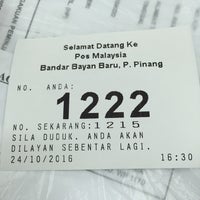 Selamat Datang Ke
Pos Malaysia
Bandar Bayan Baru, P. Pinang
NO. ANDA:
1222
NO. SEKARANG:1215
SILA DUDUK. ANDA AKAN
DILAYAN SEBENTAR LAGI.
24/10/2016 16:30